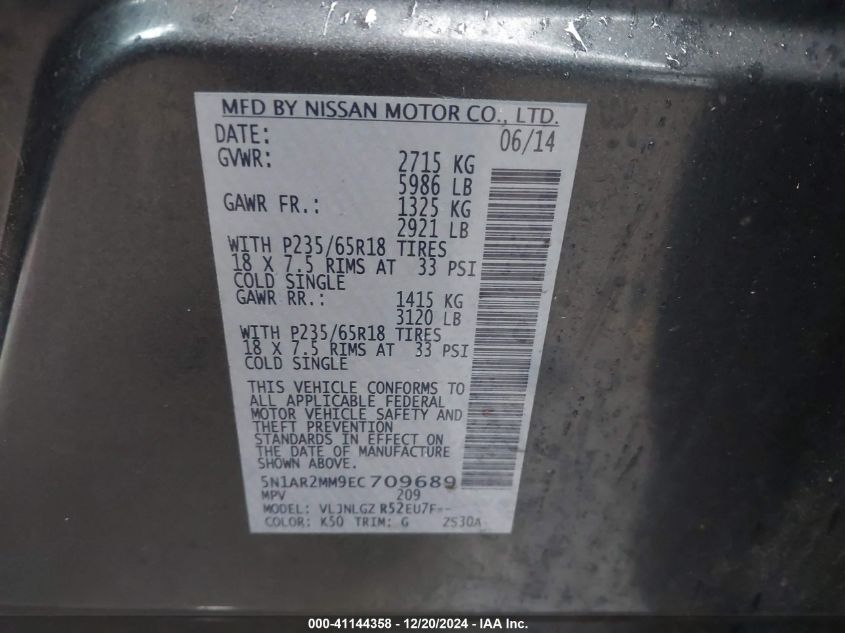 MFD BY NISSAN MOTOR CO., LTD.
DATE: 06/14
GVWR: 2715 KG
5986 LB
GAWR FR.: 1325 KG
2921 LB
WITH P235/65R18 TIRES
18 X 7.5 RIMS AT 33 PSI
COLD SINGLE
GAWR RR.: 1415 KG
3120 LB
WITH P235/65R18 TIRES
18 X 7.5 RIMS AT 33 PSI
COLD SINGLE
THIS VEHICLE CONFORMS TO
ALL APPLICABLE FEDERAL
MOTOR VEHICLE SAFETY AND
THEFT PREVENTION
STANDARDS IN EFFECT ON
THE DATE OF MANUFACTURE
SHOWN ABOVE.
5N1AR2MM9EC709689
MPV 209
MODEL: VLJNLGZ R52EU7F--
COLOR: K50 TRIM: G 2S30A
000-41144358 - 12/20/2024 - IAA Inc.